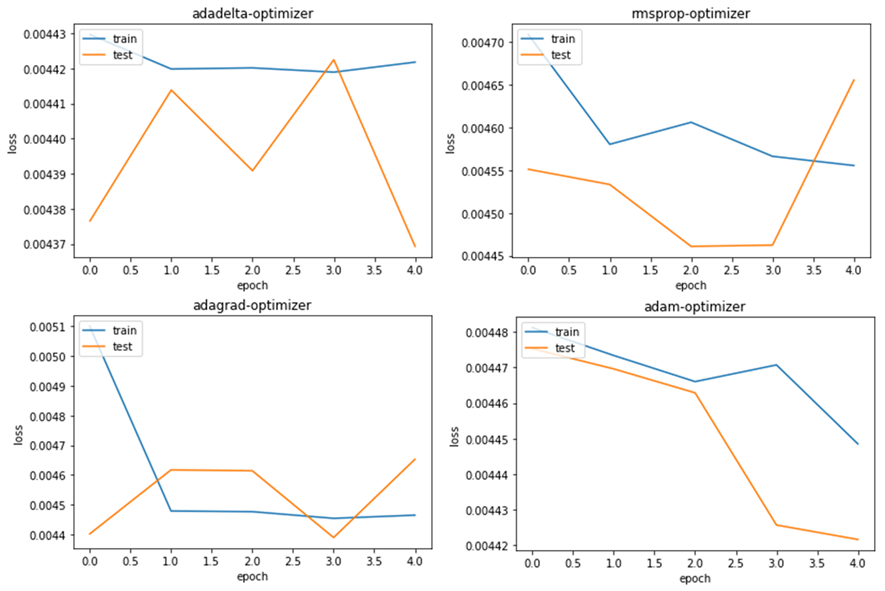 adadelta-optimizer
train
test
0.00443
0.00442
0.00441
0.00440
0.00439
0.00438
0.00437
loss
0.0 0.5 1.0 1.5 2.0 2.5 3.0 3.5 4.0
epoch
rmsprop-optimizer
train
test
0.00470
0.00465
0.00460
0.00455
0.00450
0.00445
loss
0.0 0.5 1.0 1.5 2.0 2.5 3.0 3.5 4.0
epoch
adagrad-optimizer
train
test
0.0051
0.0050
0.0049
0.0048
0.0047
0.0046
0.0045
0.0044
loss
0.0 0.5 1.0 1.5 2.0 2.5 3.0 3.5 4.0
epoch
adam-optimizer
train
test
0.00448
0.00447
0.00446
0.00445
0.00444
0.00443
0.00442
loss
0.0 0.5 1.0 1.5 2.0 2.5 3.0 3.5 4.0
epoch